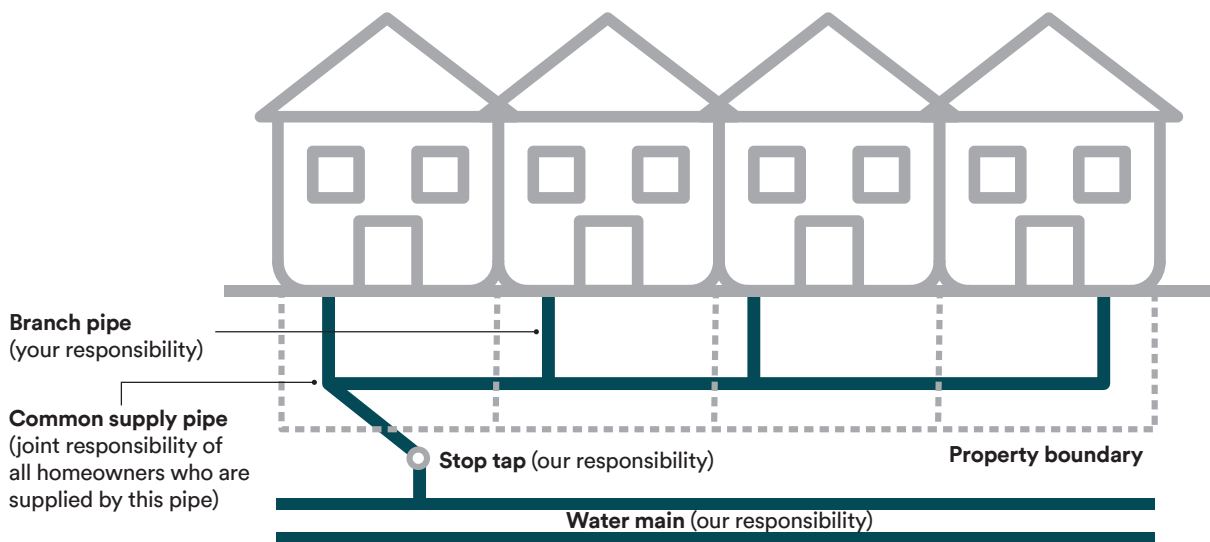 Branch pipe
(your responsibility)
Common supply pipe
(joint responsibility of
all homeowners who are
supplied by this pipe)
Stop tap (our responsibility)
Property boundary
Water main (our responsibility)